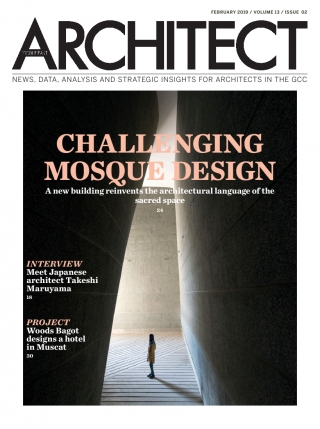 FEBRUARY 2019 / VOLUME 13 / ISSUE 02
ARCHITECT
NEWS, DATA, ANALYSIS AND STRATEGIC INSIGHTS FOR ARCHITECTS IN THE GCC
CHALLENGING
MOSQUE DESIGN
A new building reinvents the architectural language of the
sacred space
24
INTERVIEW
Meet Japanese
architect Takeshi
Maruyama
18
PROJECT
Woods Bagot
designs a hotel
in Muscat
30